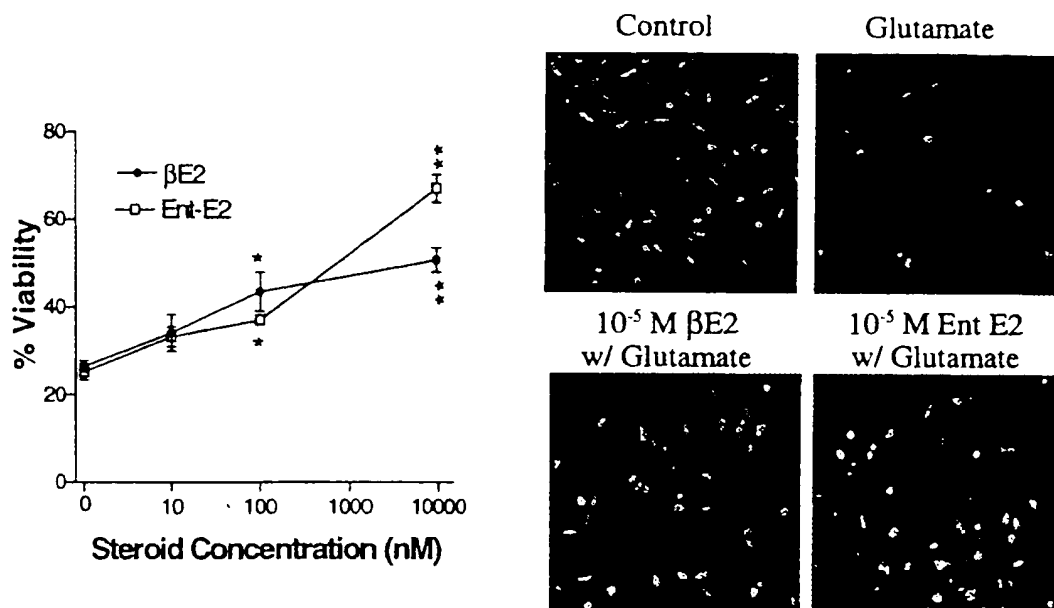 80
60
40
20
0
% Viability
βE2
Ent-E2
*
*
**
**
0 10 100 1000 10000
Steroid Concentration (nM)
Control
Glutamate
10⁻⁵ M βE2
w/ Glutamate
10⁻⁵ M Ent E2
w/ Glutamate